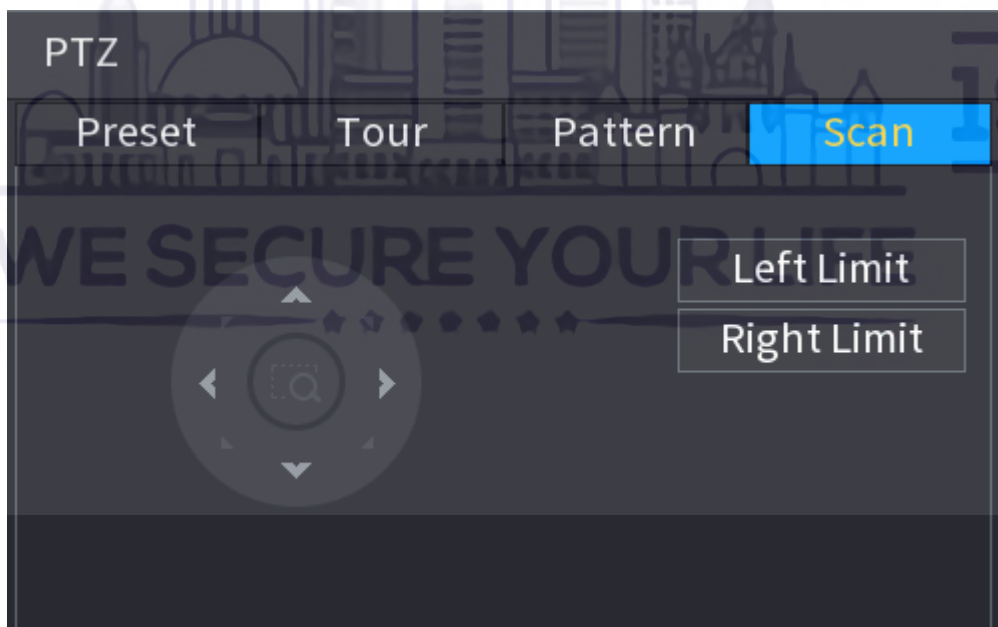 PTZ
Preset Tour Pattern Scan
WE SECURE YOUR LIFE
Left Limit
Right Limit